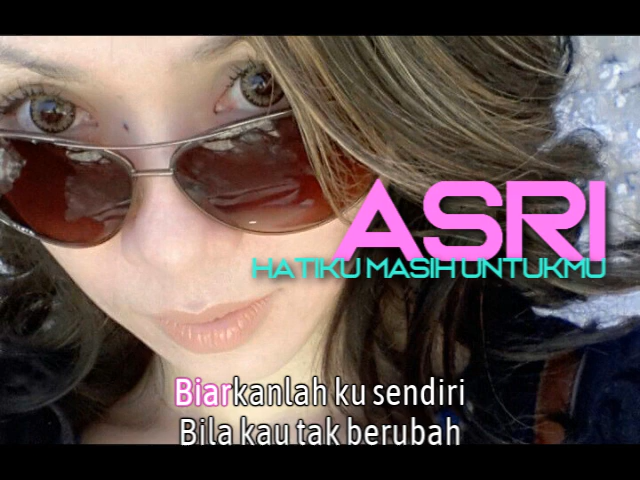 ASRI
HATIKU MASIH UNTUKMU
Biarkanlah ku sendiri
Bila kau tak berubah